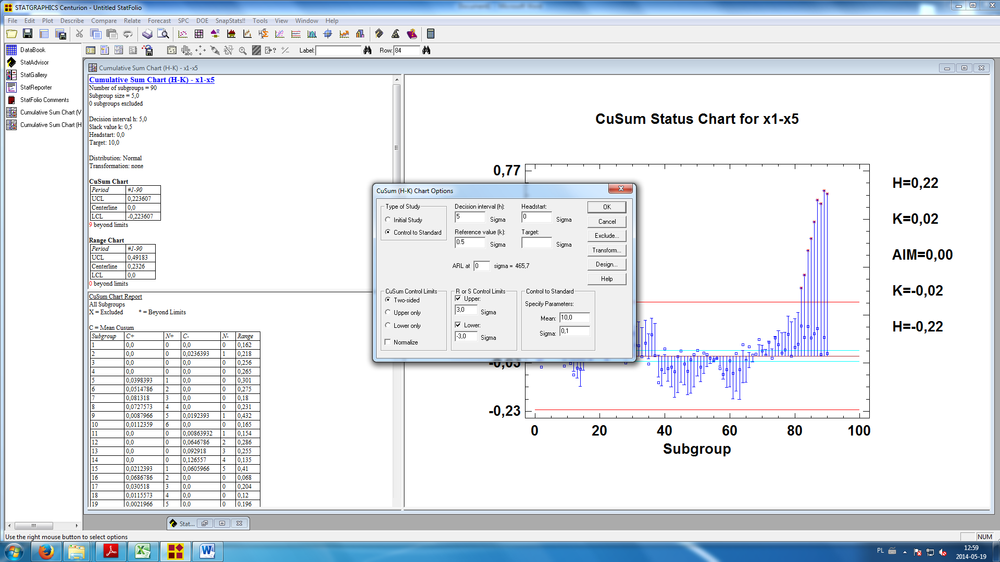 STATGRAPHICS Centurion - Untitled StatFolio
File Edit Plot Describe Compare Relate Forecast SPC DOE SnapStats!! Tools View Window Help
Label: Row: 84
DataBook
StatAdvisor
StatGallery
StatReporter
StatFolio Comments
Cumulative Sum Chart (V
Cumulative Sum Chart (H
Cumulative Sum Chart (H-K) - x1-x5
Cumulative Sum Chart (H-K) - x1-x5
Number of subgroups = 90
Subgroup size = 5,0
0 subgroups excluded
Decision interval h: 5,0
Slack value k: 0,5
Headstart: 0,0
Target: 10,0
Distribution: Normal
Transformation: none
CuSum Chart
Period #1-90
UCL 0,223607
Centerline 0,0
LCL -0,223607
9 beyond limits
Range Chart
Period #1-90
UCL 0,49183
Centerline 0,2326
LCL 0,0
0 beyond limits
CuSum Chart Report
All Subgroups
X = Excluded * = Beyond Limits
C = Mean Cusum
Subgroup C+ N+ C- N- Range
1 0,0 0 0,0 0 0,162
2 0,0 0 0,0236393 1 0,218
3 0,0 0 0,0 0 0,256
4 0,0 0 0,0 0 0,265
5 0,0398393 1 0,0 0 0,301
6 0,0514786 2 0,0 0 0,275
7 0,081318 3 0,0 0 0,18
8 0,0727573 4 0,0 0 0,231
9 0,0087966 5 0,0192393 1 0,432
10 0,0112359 6 0,0 0 0,165
11 0,0 0 0,00863932 1 0,154
12 0,0 0 0,0646786 2 0,286
13 0,0 0 0,092918 3 0,255
14 0,0 0 0,126557 4 0,135
15 0,0212393 1 0,0605966 5 0,41
16 0,0686786 2 0,0 0 0,068
17 0,030518 3 0,0 0 0,204
18 0,0115573 4 0,0 0 0,12
19 0,0021966 5 0,0 0 0,196
CuSum Status Chart for x1-x5
0,77
-0,03
-0,23
0 20 40 60 80 100
Subgroup
H=0,22
K=0,02
AIM=0,00
K=-0,02
H=-0,22
CuSum (H-K) Chart Options
Type of Study
Initial Study
Control to Standard
Decision interval (h):
5 Sigma
Reference value (k):
0.5 Sigma
Headstart:
0 Sigma
Target:
Sigma
ARL at 0 sigma = 465,7
OK
Cancel
Exclude...
Transform...
Design...
Help
CuSum Control Limits
Two-sided
Upper only
Lower only
Normalize
R or S Control Limits
Upper:
3,0 Sigma
Lower:
-3,0 Sigma
Control to Standard
Specify Parameters:
Mean: 10,0
Sigma: 0,1
Stat...
Use the right mouse button to select options
NUM
PL
12:59
2014-05-19